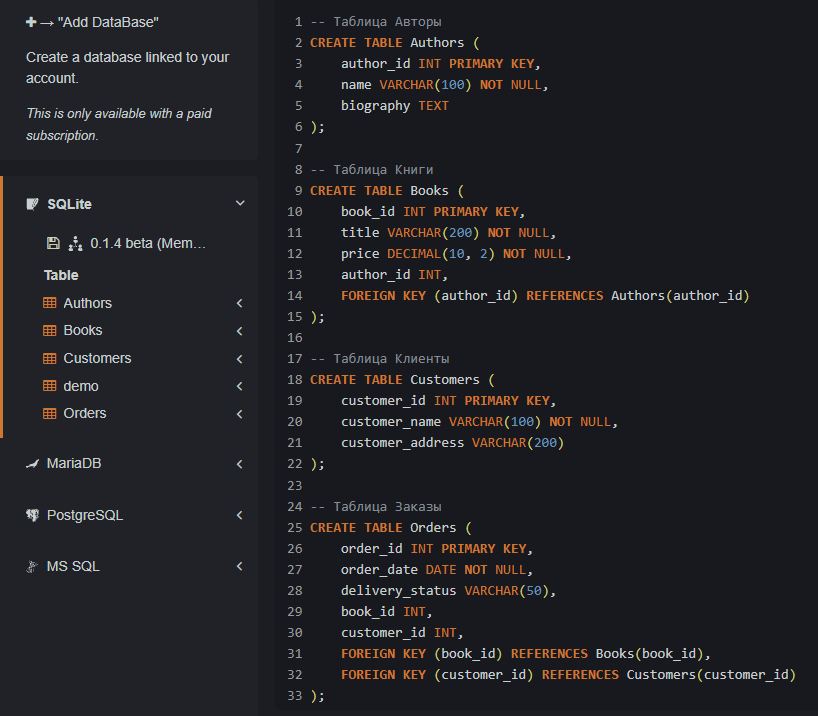 ✚ → "Add DataBase"
Create a database linked to your
account.
This is only available with a paid
subscription.
SQLite
0.1.4 beta (Mem...
Table
Authors
Books
Customers
demo
Orders
MariaDB
PostgreSQL
MS SQL
1 -- Таблица Авторы
2 CREATE TABLE Authors (
3     author_id INT PRIMARY KEY,
4     name VARCHAR(100) NOT NULL,
5     biography TEXT
6 );
7
8 -- Таблица Книги
9 CREATE TABLE Books (
10     book_id INT PRIMARY KEY,
11     title VARCHAR(200) NOT NULL,
12     price DECIMAL(10, 2) NOT NULL,
13     author_id INT,
14     FOREIGN KEY (author_id) REFERENCES Authors(author_id)
15 );
16
17 -- Таблица Клиенты
18 CREATE TABLE Customers (
19     customer_id INT PRIMARY KEY,
20     customer_name VARCHAR(100) NOT NULL,
21     customer_address VARCHAR(200)
22 );
23
24 -- Таблица Заказы
25 CREATE TABLE Orders (
26     order_id INT PRIMARY KEY,
27     order_date DATE NOT NULL,
28     delivery_status VARCHAR(50),
29     book_id INT,
30     customer_id INT,
31     FOREIGN KEY (book_id) REFERENCES Books(book_id),
32     FOREIGN KEY (customer_id) REFERENCES Customers(customer_id)
33 );